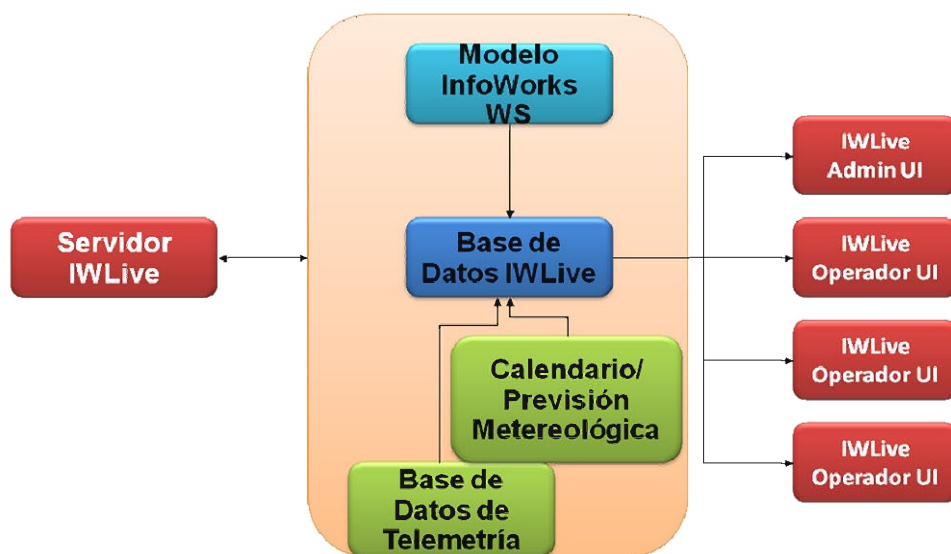 Modelo
InfoWorks
WS
Servidor
IWLive
Base de
Datos IWLive
Calendario/
Previsión
Metereológica
Base de
Datos de
Telemetría
IWLive
Admin UI
IWLive
Operador UI
IWLive
Operador UI
IWLive
Operador UI